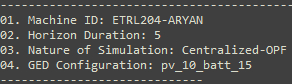 01. Machine ID: ETRL204-ARYAN
02. Horizon Duration: 5
03. Nature of Simulation: Centralized-OPF
04. GED Configuration: pv_10_batt_15